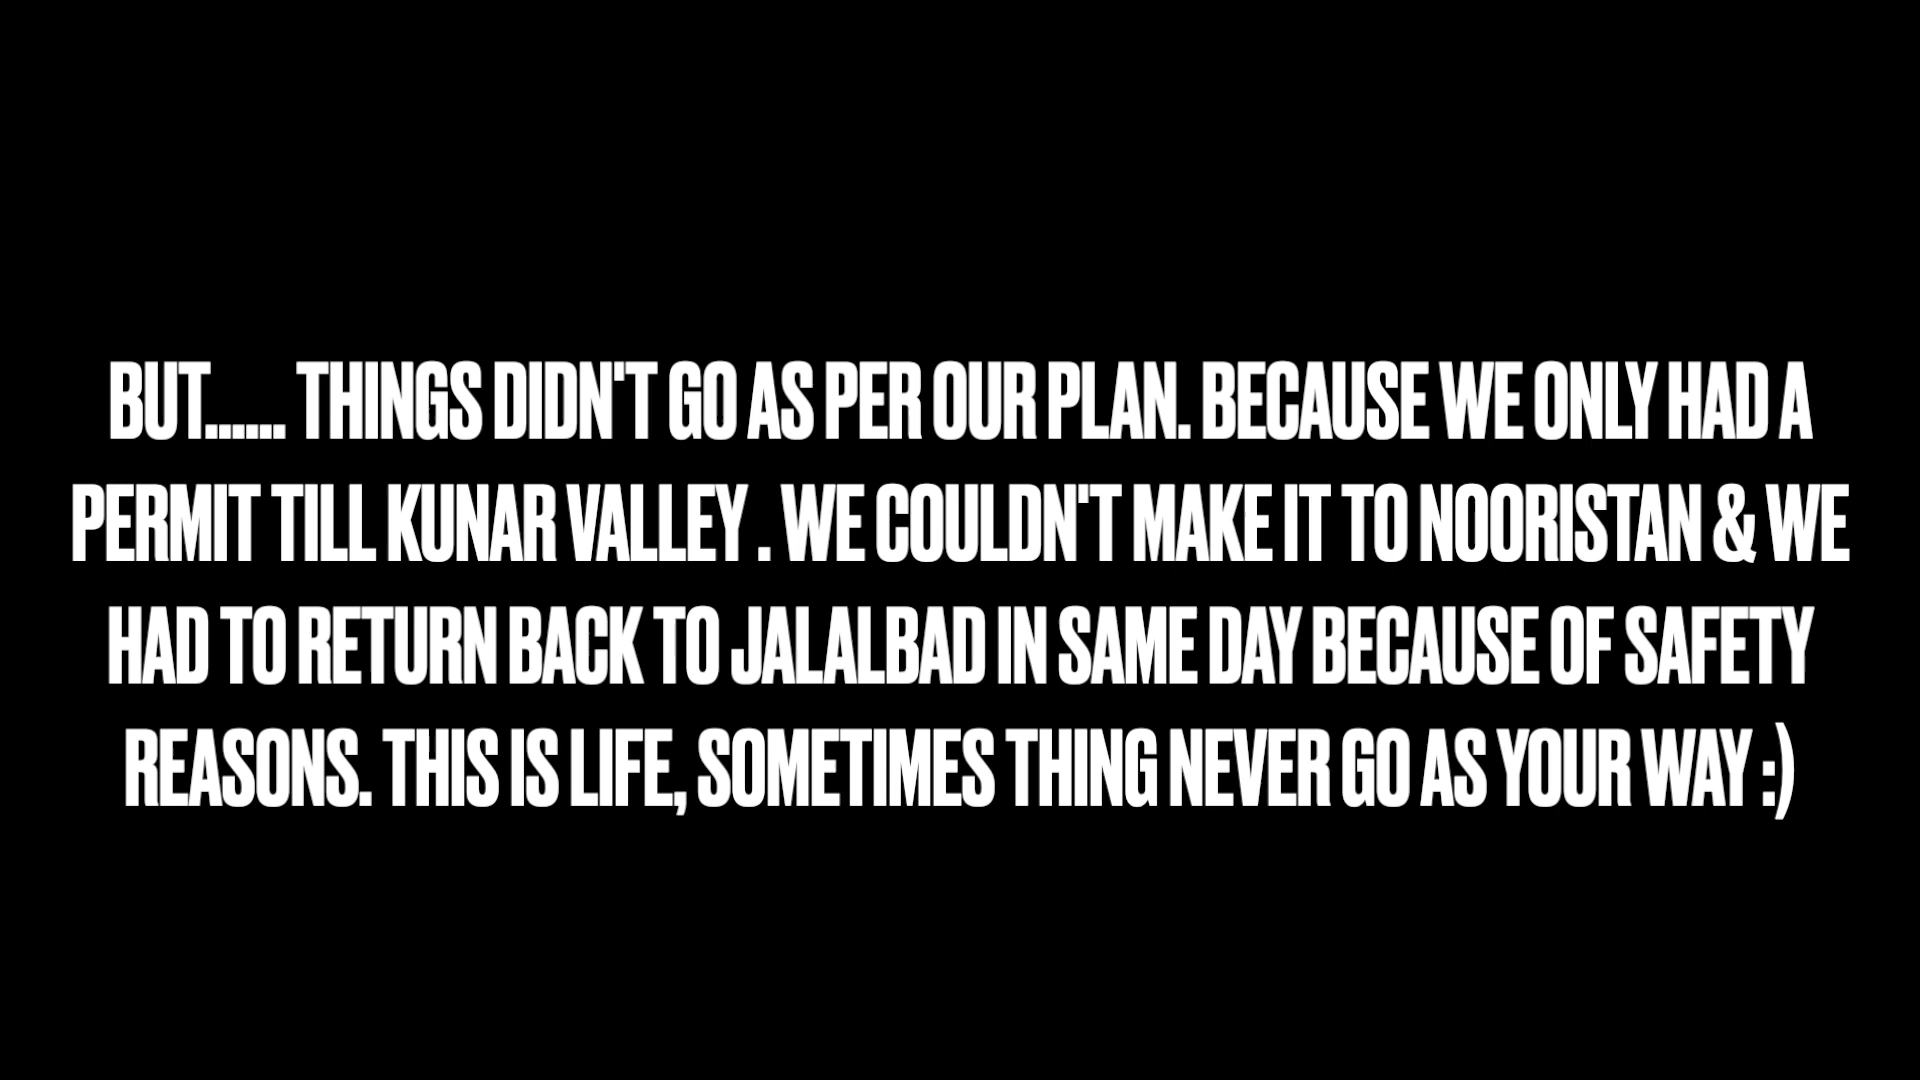 BUT...... THINGS DIDN'T GO AS PER OUR PLAN. BECAUSE WE ONLY HAD A
PERMIT TILL KUNAR VALLEY . WE COULDN'T MAKE IT TO NOORISTAN & WE
HAD TO RETURN BACK TO JALALBAD IN SAME DAY BECAUSE OF SAFETY
REASONS. THIS IS LIFE, SOMETIMES THING NEVER GO AS YOUR WAY :)